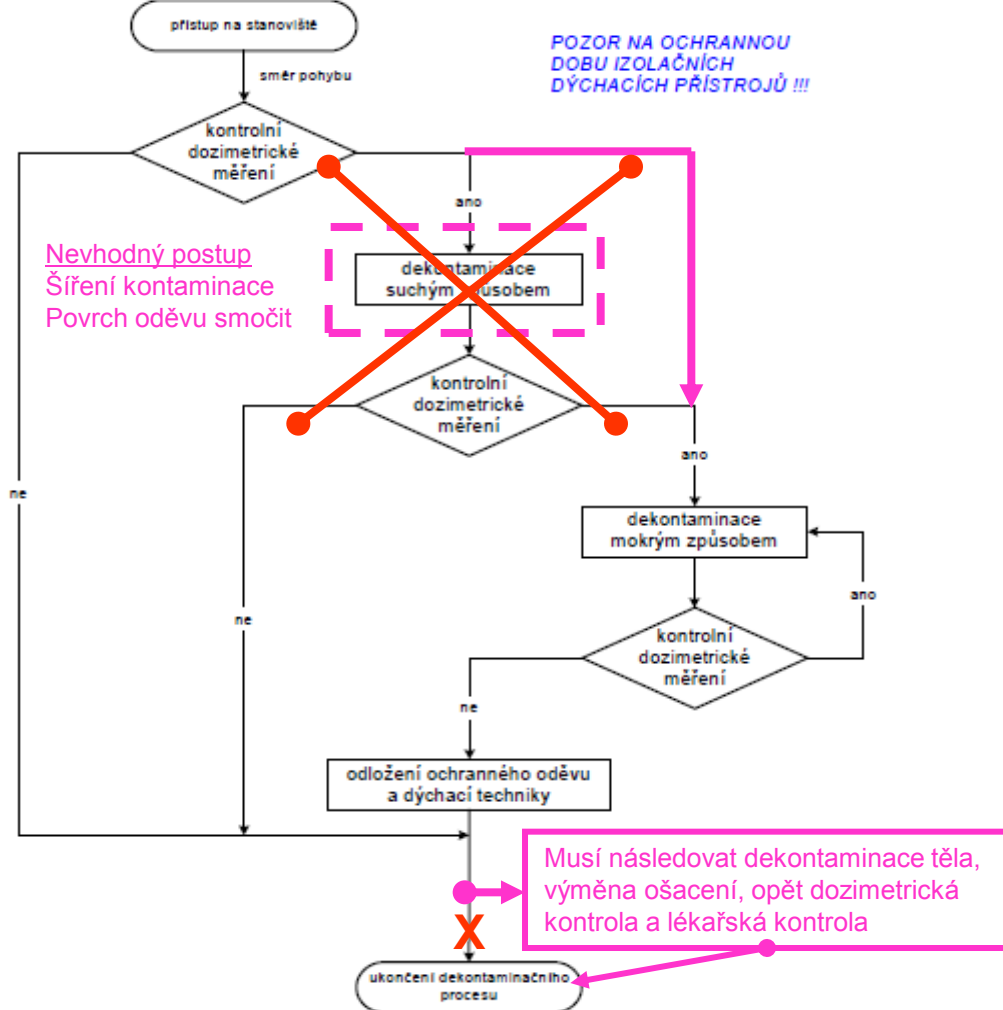 přístup na stanoviště
POZOR NA OCHRANNOU
DOBU IZOLAČNÍCH
DÝCHACÍCH PŘÍSTROJŮ !!!
směr pohybu
kontrolní
dozimetrické
měření
ano
Nevhodný postup
Šíření kontaminace
Povrch oděvu smočit
dekontaminace
suchým způsobem
kontrolní
dozimetrické
měření
ano
ne
dekontaminace
mokrým způsobem
ano
ne
kontrolní
dozimetrické
měření
ne
odložení ochranného oděvu
a dýchací techniky
Musí následovat dekontaminace těla,
výměna ošacení, opět dozimetrická
kontrola a lékařská kontrola
X
ukončení dekontaminačního
procesu